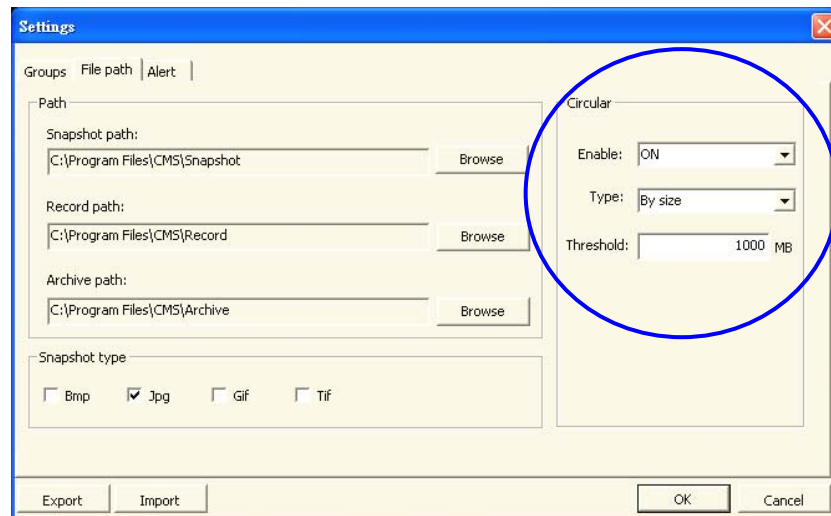 Settings
Groups File path Alert
Path
Snapshot path:
C:\Program Files\CMS\Snapshot Browse
Record path:
C:\Program Files\CMS\Record Browse
Archive path:
C:\Program Files\CMS\Archive Browse
Snapshot type
Bmp Jpg Gif Tif
Circular
Enable: ON
Type: By size
Threshold: 1000 MB
Export Import OK Cancel